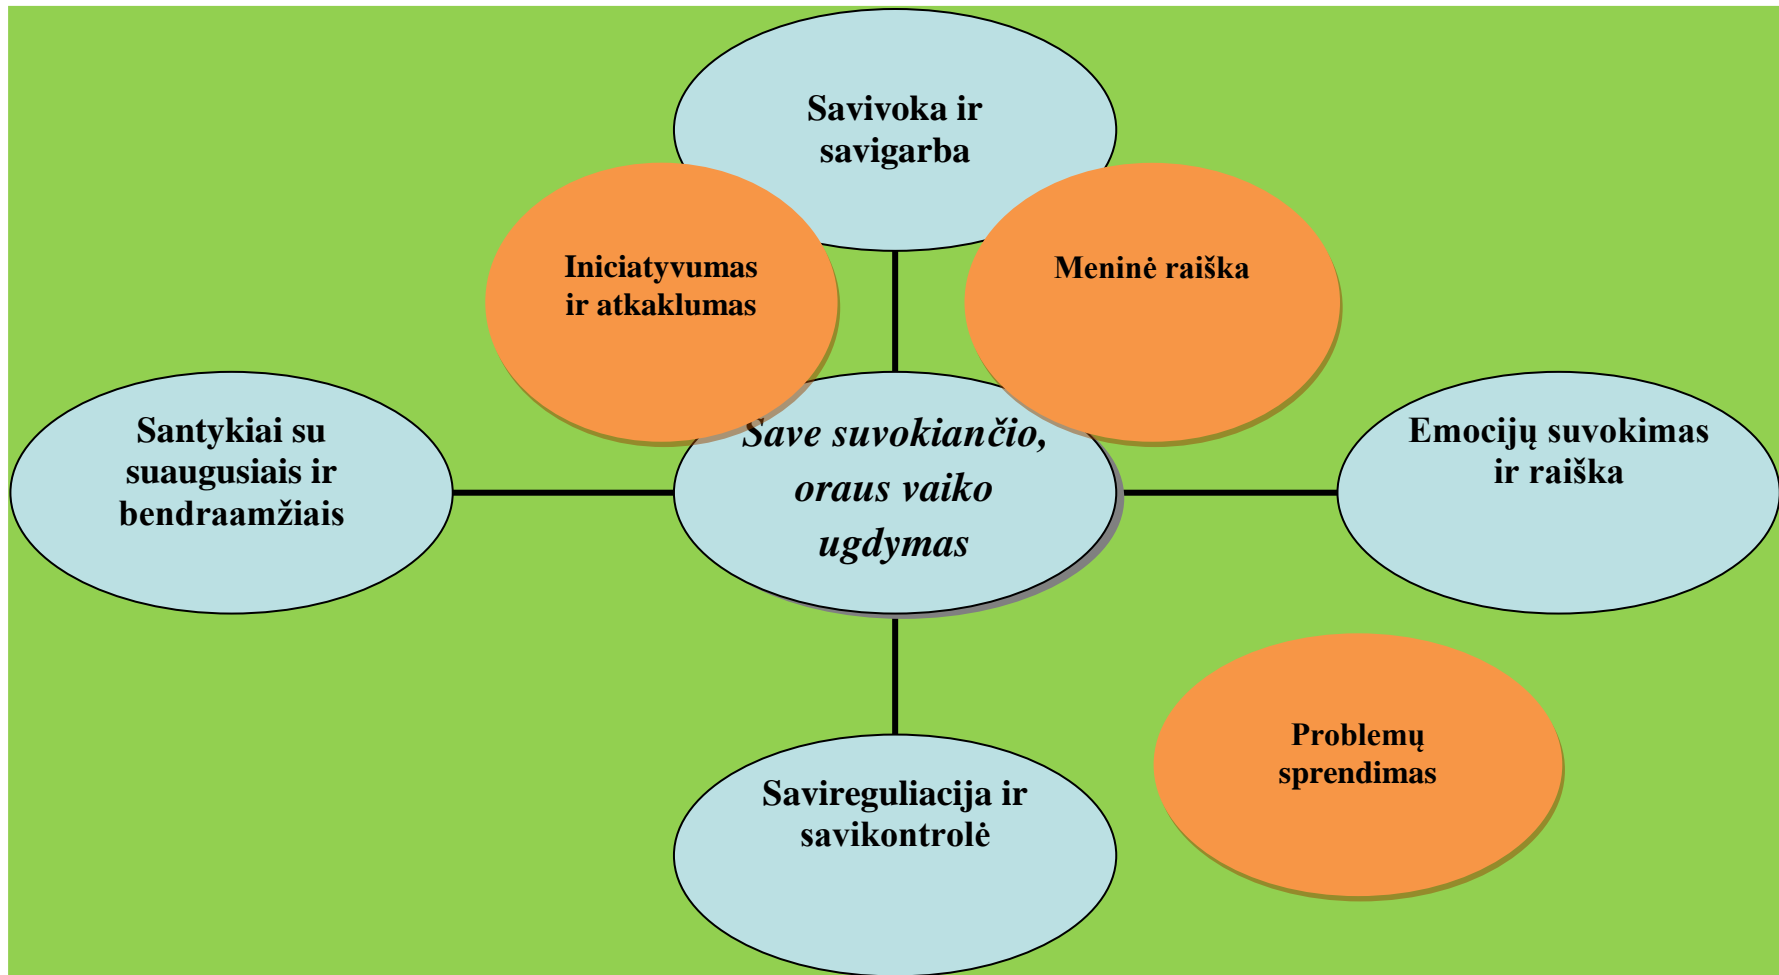 Savivoka ir
savigarba
Iniciatyvumas
ir atkaklumas
Meninė raiška
Santykiai su
suaugusiais ir
bendraamžiais
Save suvokiančio,
oraus vaiko
ugdymas
Emocijų suvokimas
ir raiška
Problemų
sprendimas
Savireguliacija ir
savikontrolė